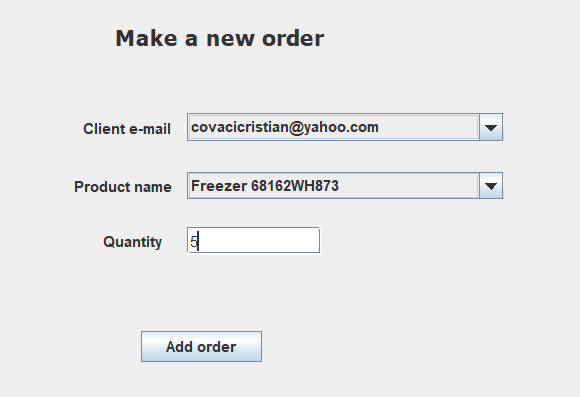 Make a new order
Client e-mail covacicristian@yahoo.com
Product name Freezer 68162WH873
Quantity 5
Add order